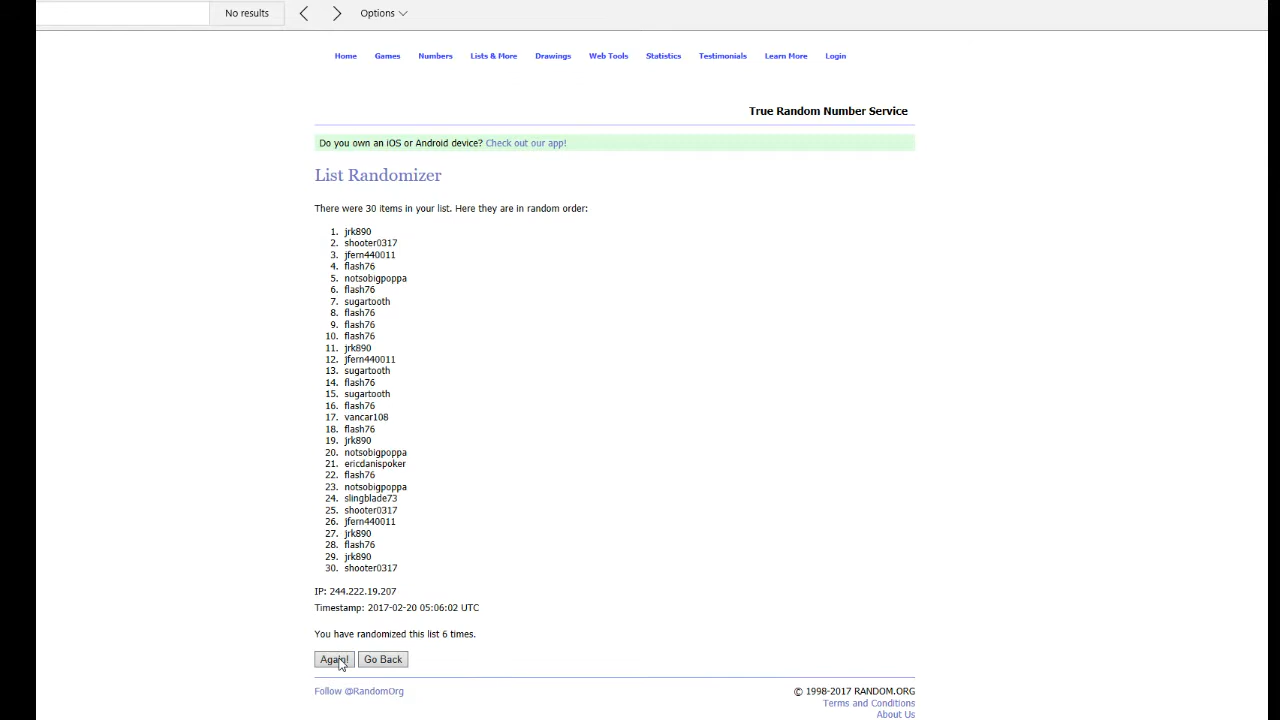 No results Options
Home Games Numbers Lists & More Drawings Web Tools Statistics Testimonials Learn More Login
True Random Number Service
Do you own an iOS or Android device? Check out our app!
List Randomizer
There were 30 items in your list. Here they are in random order:
1. jrk890
2. shooter0317
3. jfern440011
4. flash76
5. notsobigpoppa
6. flash76
7. sugartooth
8. flash76
9. flash76
10. flash76
11. jrk890
12. jfern440011
13. sugartooth
14. flash76
15. sugartooth
16. flash76
17. vancar108
18. flash76
19. jrk890
20. notsobigpoppa
21. ericdanispoker
22. flash76
23. notsobigpoppa
24. slingblade73
25. shooter0317
26. jfern440011
27. jrk890
28. flash76
29. jrk890
30. shooter0317
IP: 244.222.19.207
Timestamp: 2017-02-20 05:06:02 UTC
You have randomized this list 6 times.
Again! Go Back
Follow @RandomOrg © 1998-2017 RANDOM.ORG
Terms and Conditions
About Us